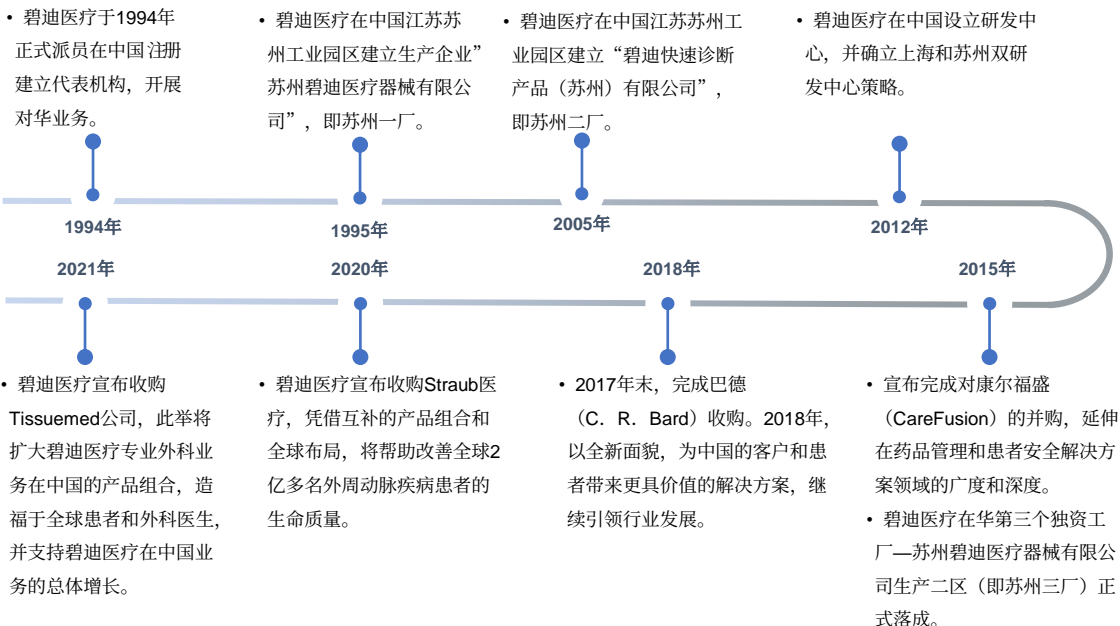 • 碧迪医疗于1994年
正式派员在中国注册
建立代表机构，开展
对华业务。
• 碧迪医疗在中国江苏苏
州工业园区建立生产企业”
苏州碧迪医疗器械有限公
司”，即苏州一厂。
• 碧迪医疗在中国江苏苏州工
业园区建立“碧迪快速诊断
产品（苏州）有限公司”，
即苏州二厂。
• 碧迪医疗在中国设立研发中
心，并确立上海和苏州双研
发中心策略。
1994年
1995年
2005年
2012年
2021年
2020年
2018年
2015年
• 碧迪医疗宣布收购
Tissuemed公司，此举将
扩大碧迪医疗专业外科业
务在中国的产品组合，造
福于全球患者和外科医生，
并支持碧迪医疗在中国业
务的总体增长。
• 碧迪医疗宣布收购Straub医
疗，凭借互补的产品组合和
全球布局，将帮助改善全球2
亿多名外周动脉疾病患者的
生命质量。
• 2017年末，完成巴德
（C. R. Bard）收购。2018年，
以全新面貌，为中国的客户和患
者带来更具价值的解决方案，继
续引领行业发展。
• 宣布完成对康尔福盛
（CareFusion）的并购，延伸
在药品管理和患者安全解决方
案领域的广度和深度。
• 碧迪医疗在华第三个独资工
厂—苏州碧迪医疗器械有限公
司生产二区（即苏州三厂）正
式落成。